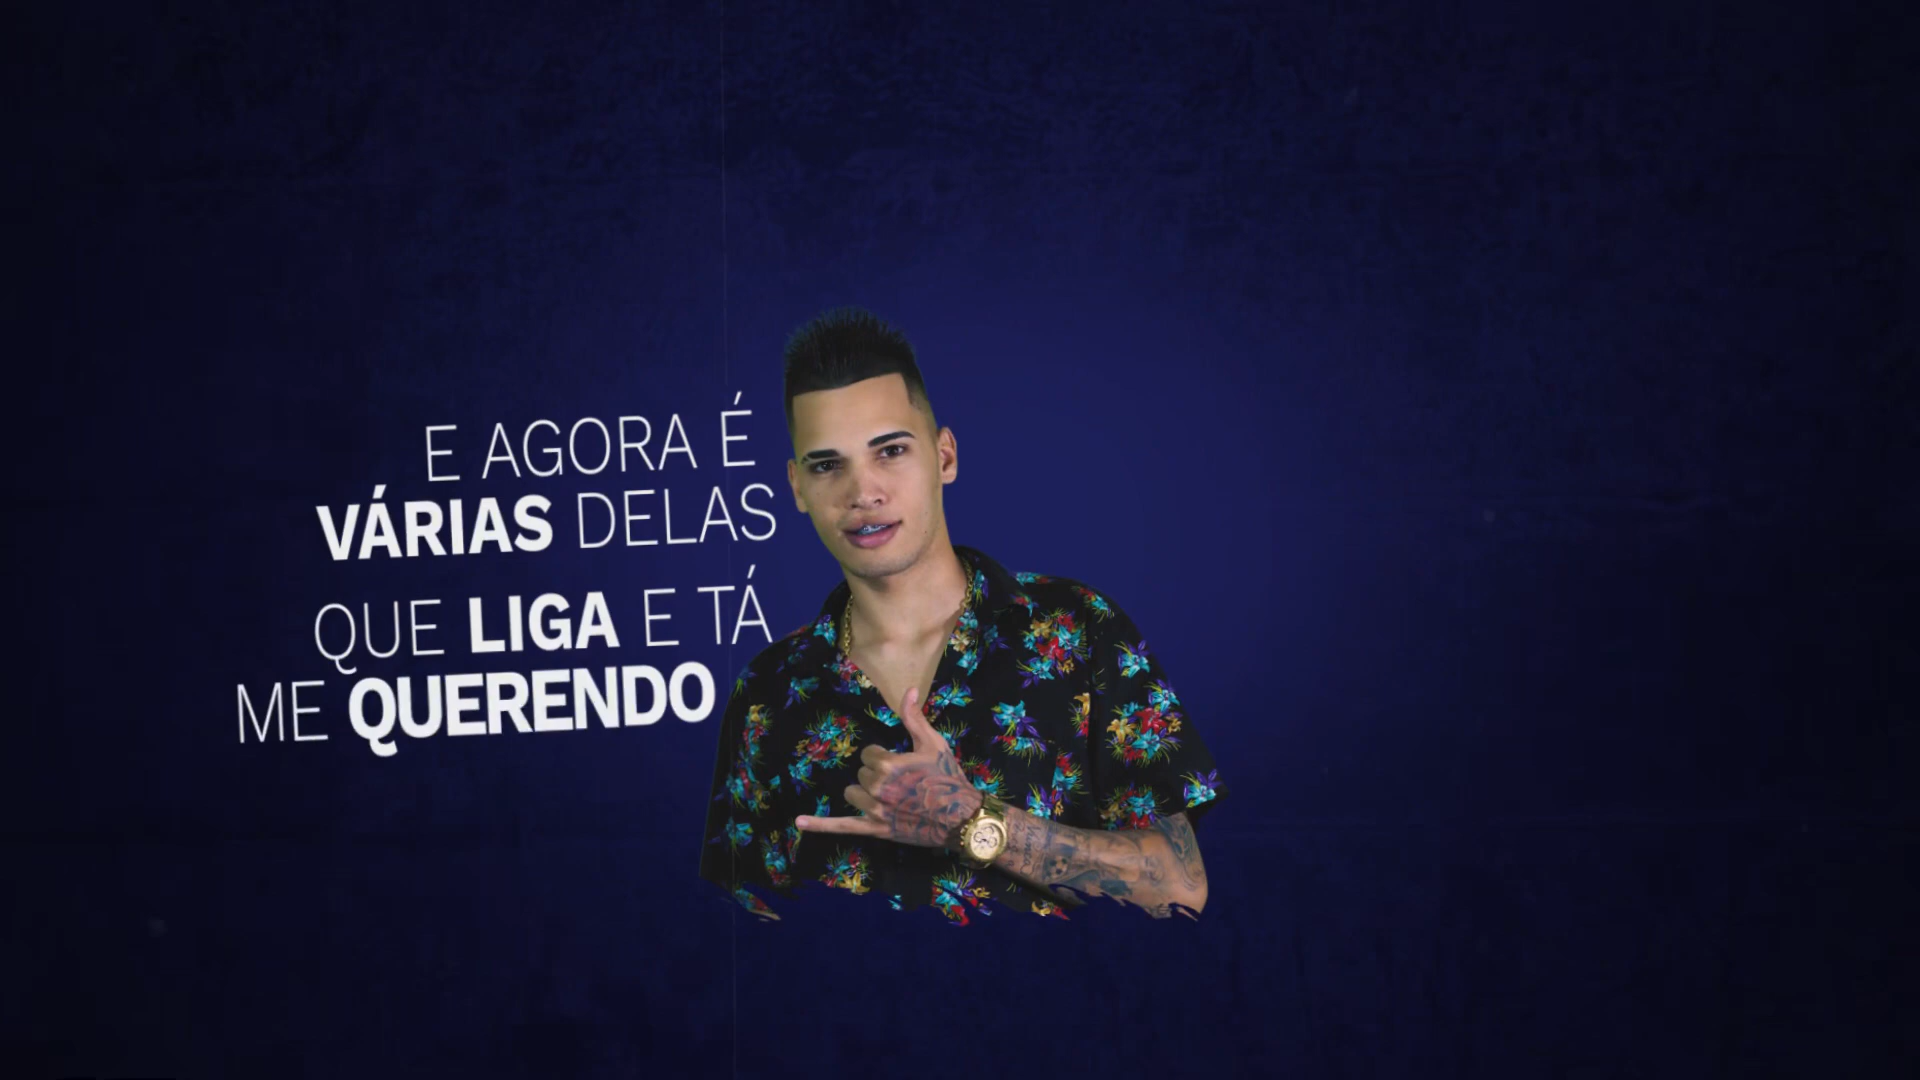 E AGORA É
VÁRIAS DELAS
QUE LIGA E TÁ
ME QUERENDO